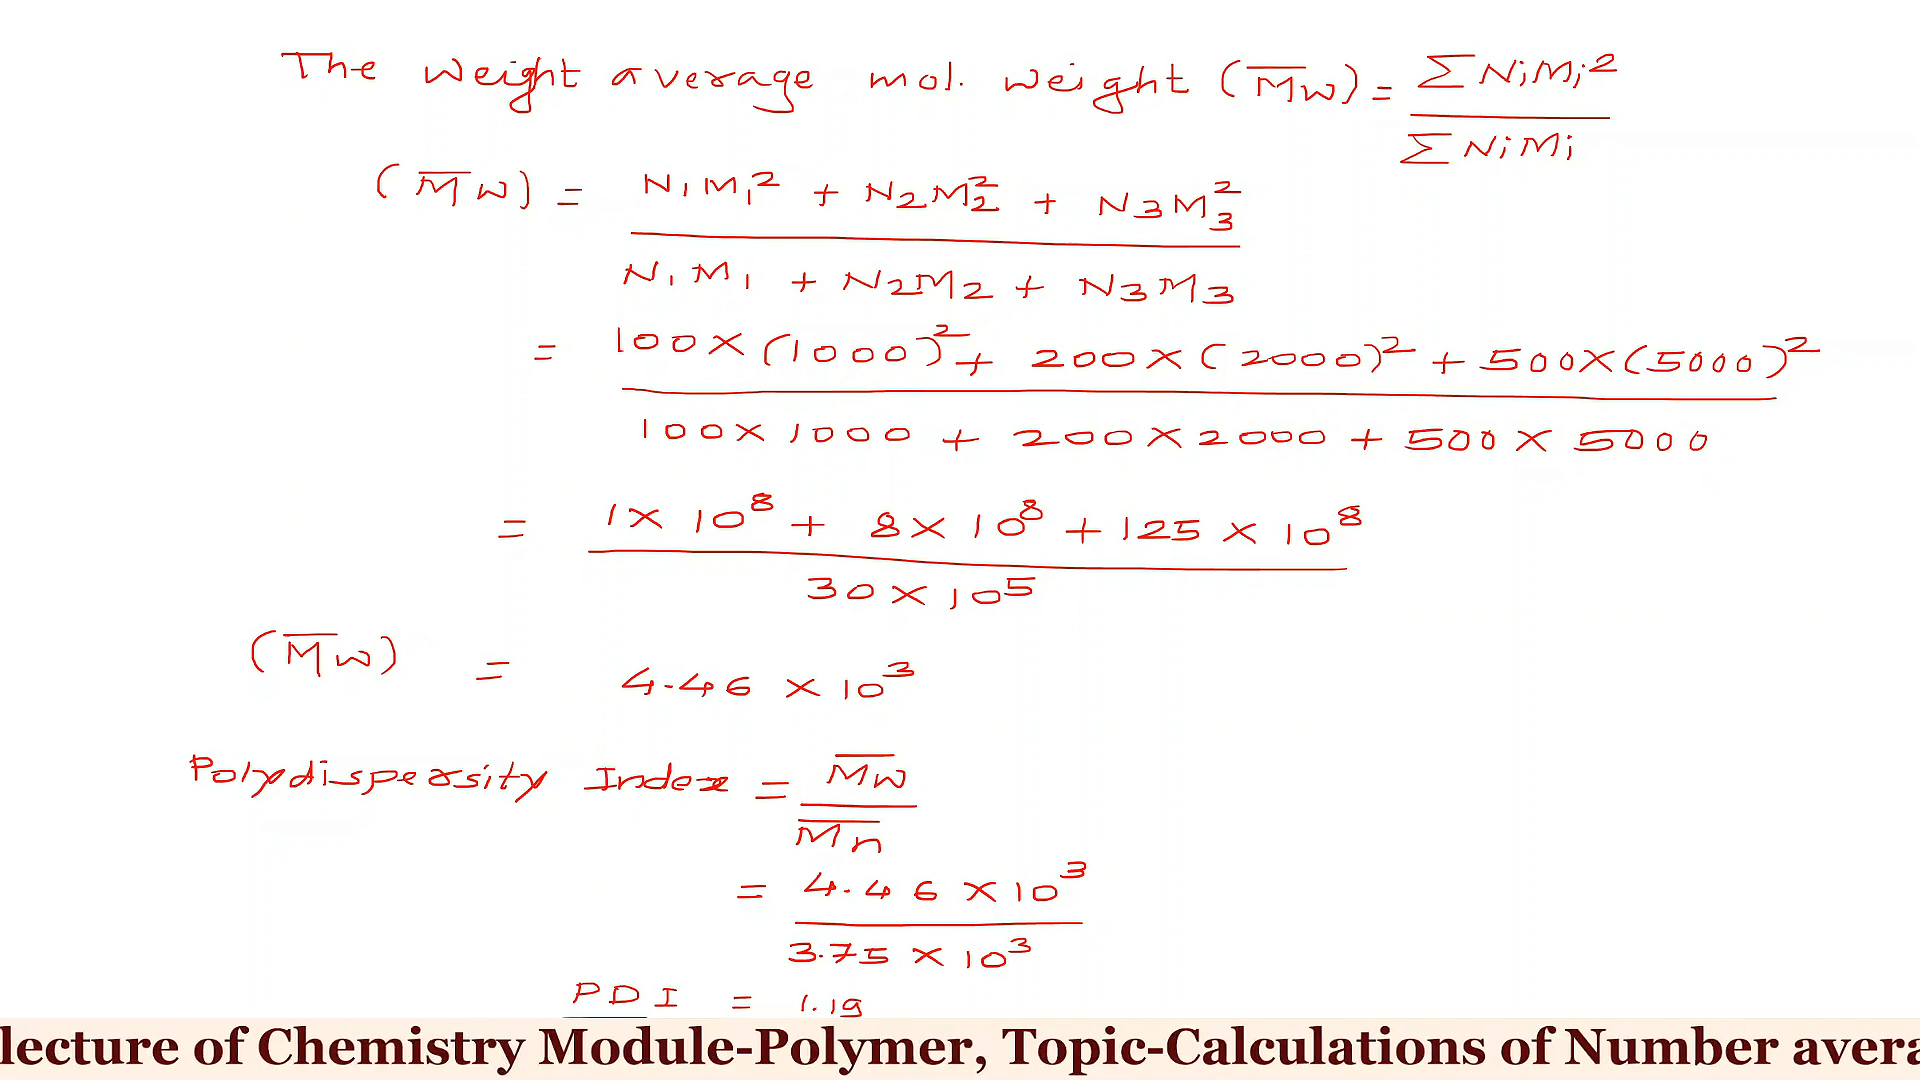 The weight average mol. weight (M̅w) = ΣNiMi² / ΣNiMi
(M̅w) = N₁M₁² + N₂M₂² + N₃M₃² / N₁M₁ + N₂M₂ + N₃M₃
= 100 × (1000)² + 200 × (2000)² + 500 × (5000)² / 100 × 1000 + 200 × 2000 + 500 × 5000
= 1 × 10⁸ + 8 × 10⁸ + 125 × 10⁸ / 30 × 10⁵
(M̅w) = 4.46 × 10³
Polydispersity Index = M̅w / M̅n
= 4.46 × 10³ / 3.75 × 10³
PDI = 1.19
lecture of Chemistry Module-Polymer, Topic-Calculations of Number avera